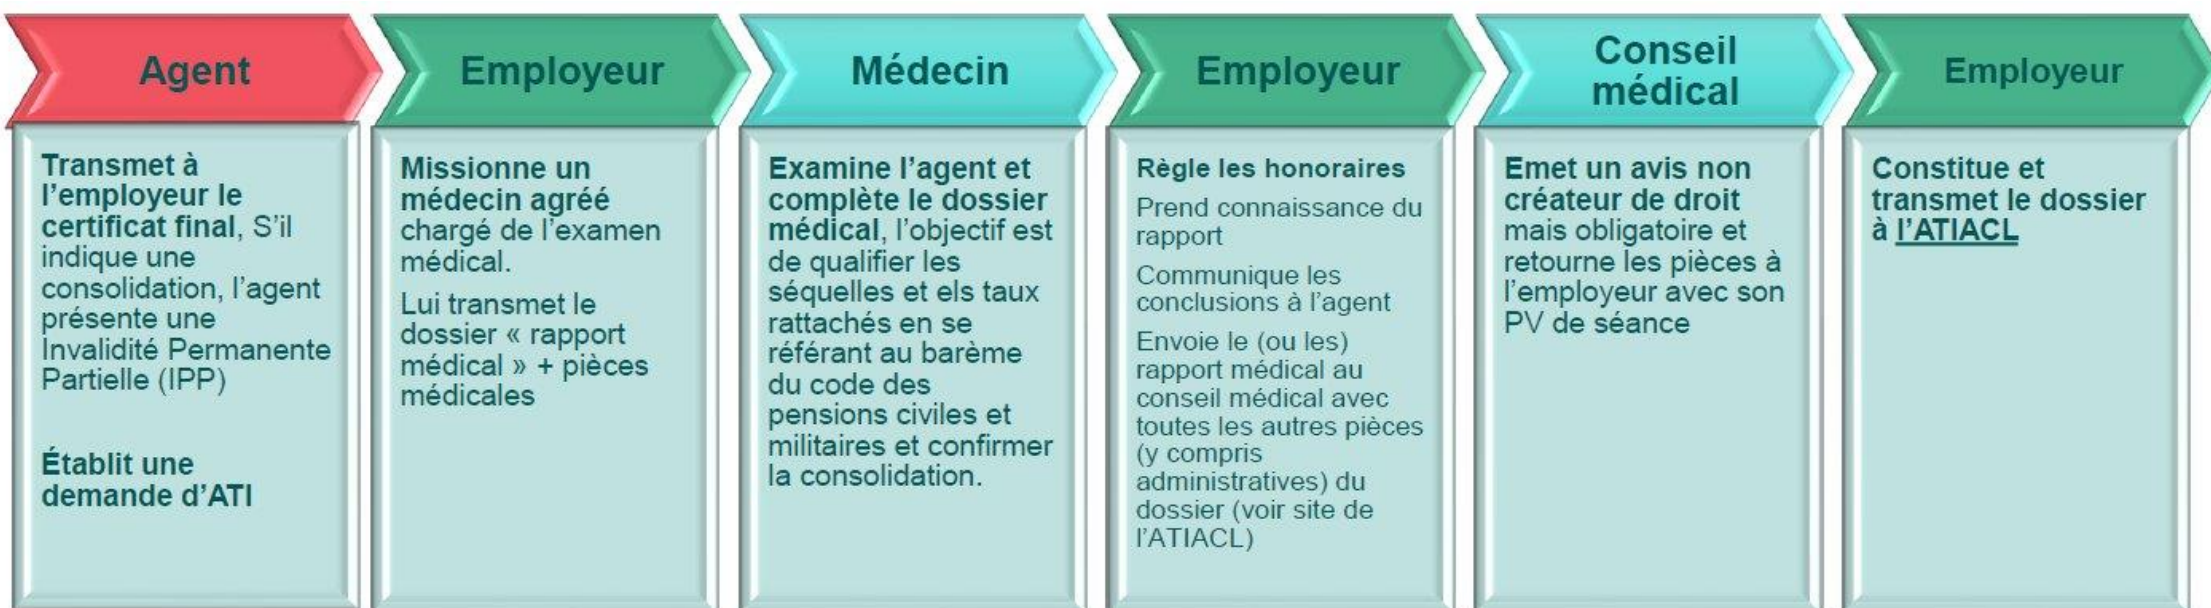 Agent
Transmet à
l'employeur le
certificat final, S'il
indique une
consolidation, l'agent
présente une
Invalidité Permanente
Partielle (IPP)
Établit une
demande d'ATI
Employeur
Missionne un
médecin agréé
chargé de l'examen
médical.
Lui transmet le
dossier « rapport
médical » + pièces
médicales
Médecin
Examine l'agent et
complète le dossier
médical, l'objectif est
de qualifier les
séquelles et els taux
rattachés en se
référant au barème
du code des
pensions civiles et
militaires et confirmer
la consolidation.
Employeur
Règle les honoraires
Prend connaissance du
rapport
Communique les
conclusions à l'agent
Envoie le (ou les)
rapport médical au
conseil médical avec
toutes les autres pièces
(y compris
administratives) du
dossier (voir site de
l'ATIACL)
Conseil
médical
Emet un avis non
créateur de droit
mais obligatoire et
retourne les pièces à
l'employeur avec son
PV de séance
Employeur
Constitue et
transmet le dossier
à l'ATIACL